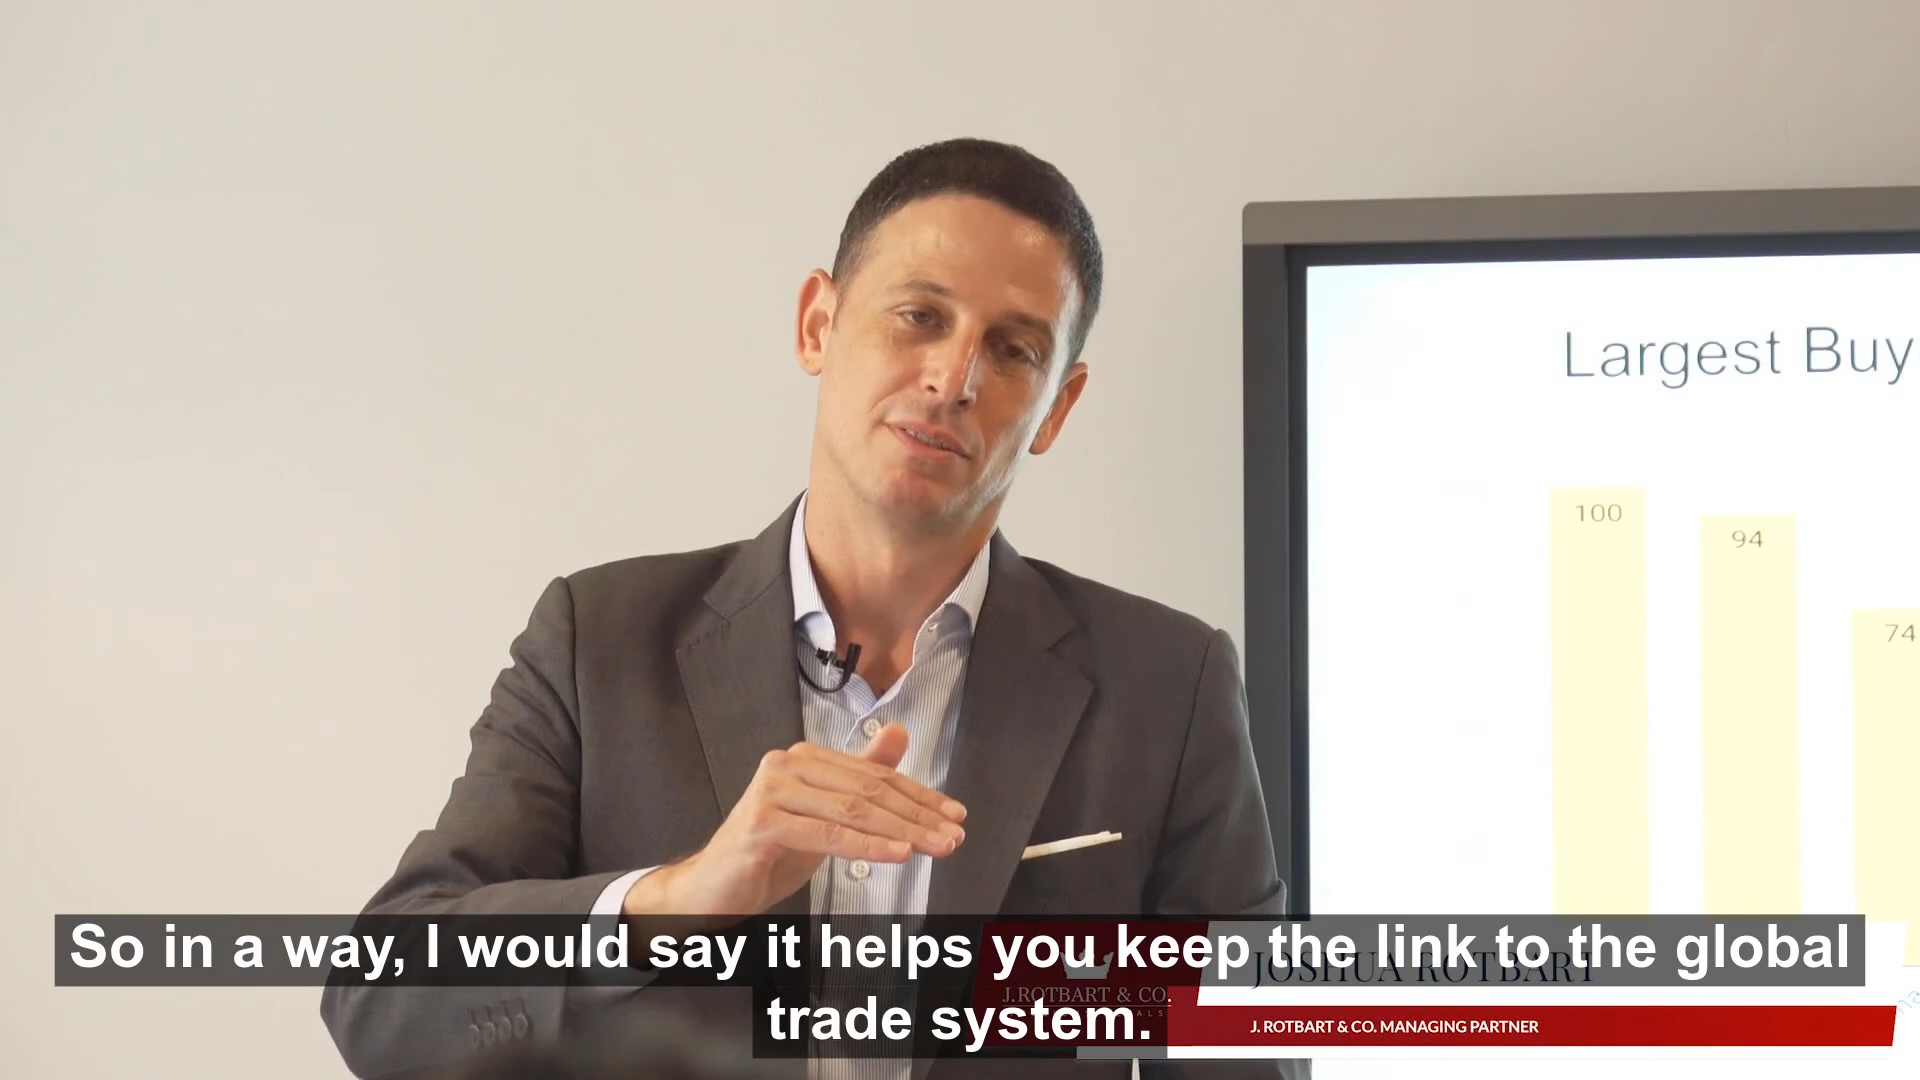 Largest Buy
100
94
74
So in a way, I would say it helps you keep the link to the global
trade system.
JOSHUA ROTBART
J. ROTBART & CO.
J. ROTBART & CO. MANAGING PARTNER